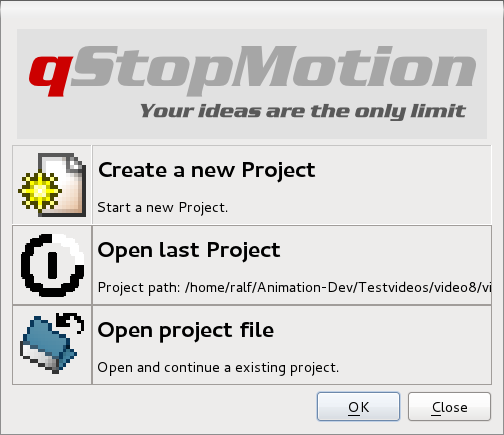 qStopMotion
Your ideas are the only limit
Create a new Project
Start a new Project.
Open last Project
Project path: /home/ralf/Animation-Dev/Testvideos/video8/vi
Open project file
Open and continue a existing project.
OK
Close